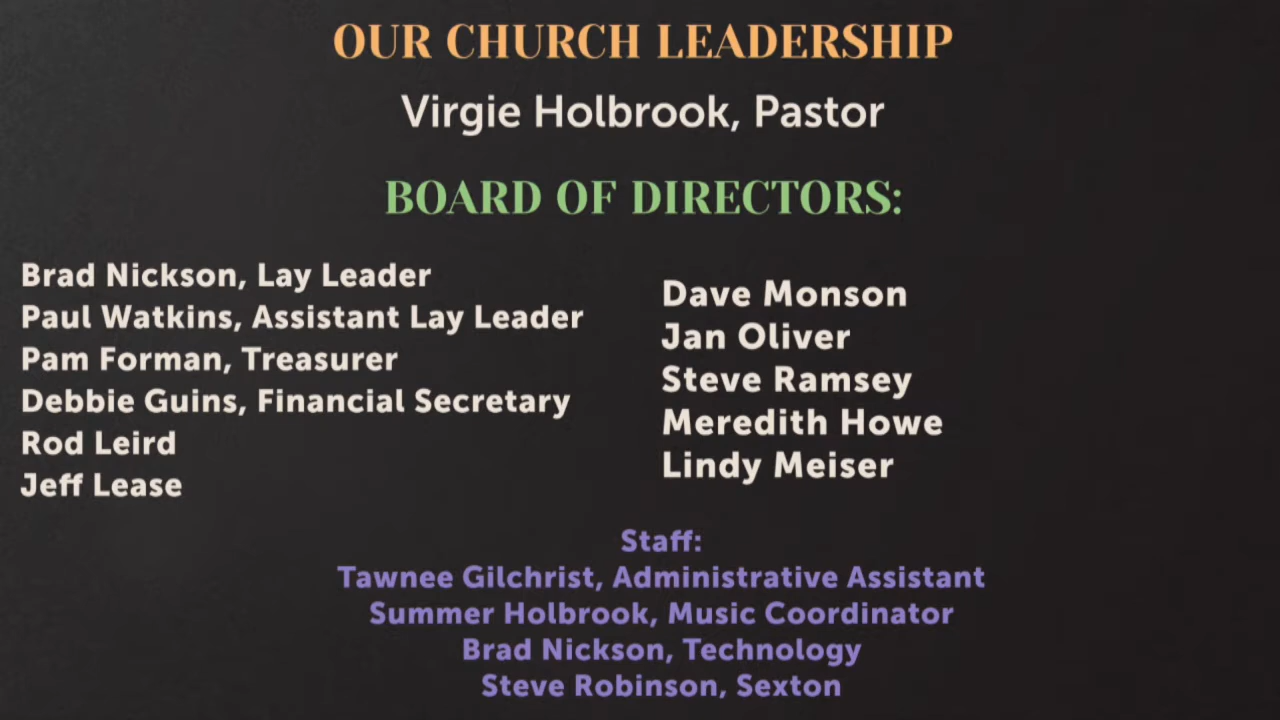 OUR CHURCH LEADERSHIP
Virgie Holbrook, Pastor
BOARD OF DIRECTORS:
Brad Nickson, Lay Leader
Paul Watkins, Assistant Lay Leader
Pam Forman, Treasurer
Debbie Guins, Financial Secretary
Rod Leird
Jeff Lease
Dave Monson
Jan Oliver
Steve Ramsey
Meredith Howe
Lindy Meiser
Staff:
Tawnee Gilchrist, Administrative Assistant
Summer Holbrook, Music Coordinator
Brad Nickson, Technology
Steve Robinson, Sexton